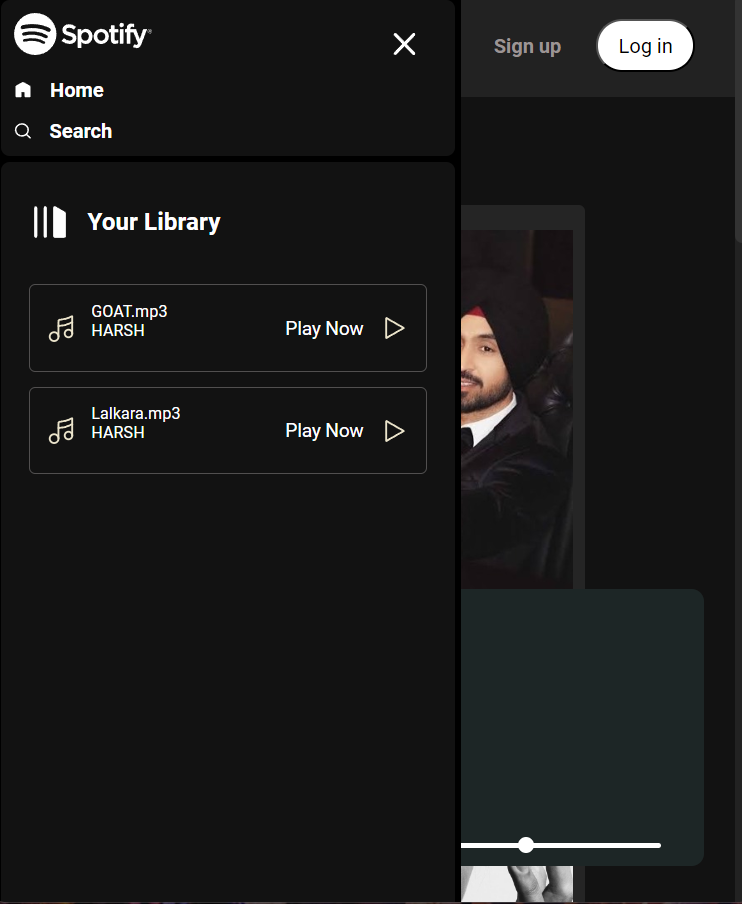 Spotify
Home
Search
Sign up
Log in
Your Library
GOAT.mp3
HARSH
Play Now
Lalkara.mp3
HARSH
Play Now